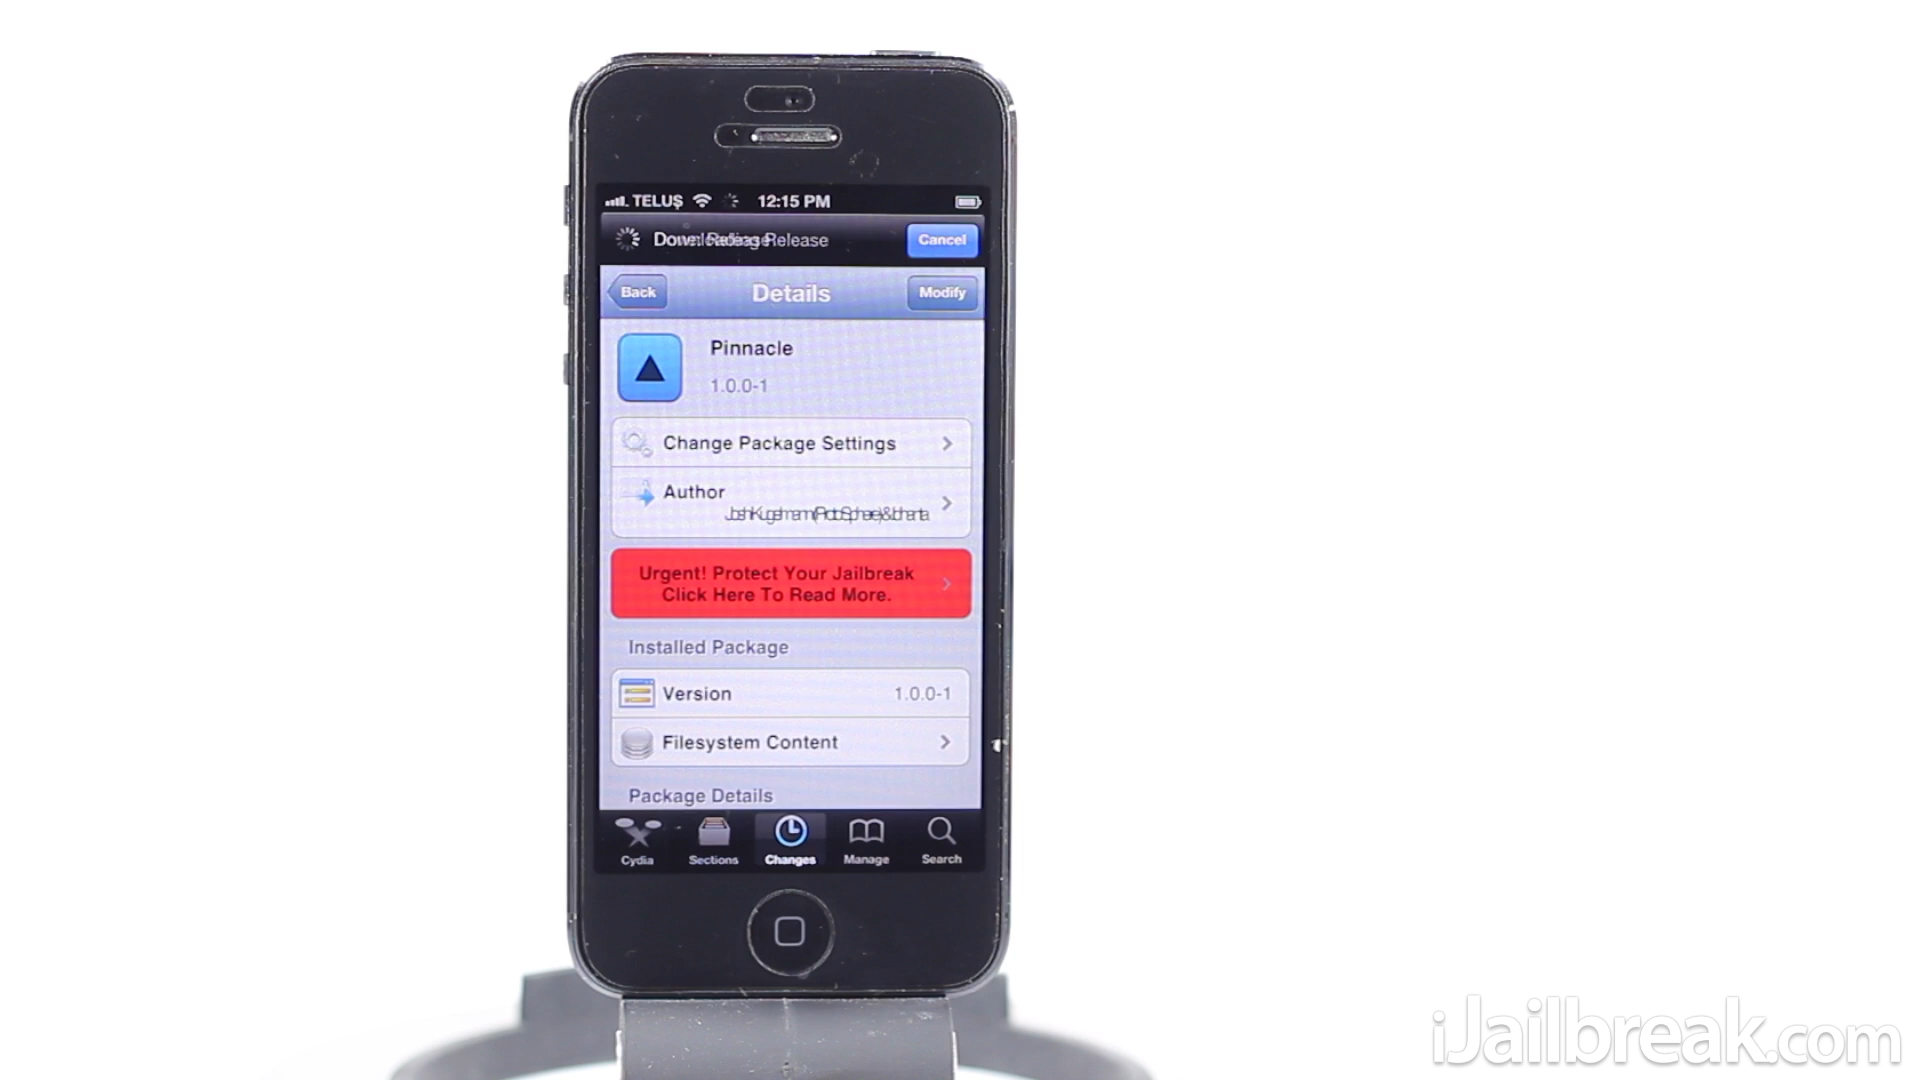 TELUS 12:15 PM
Release
Cancel
Back
Details
Modify
Pinnacle
1.0.0-1
Change Package Settings
Author
Urgent! Protect Your Jailbreak
Click Here To Read More.
Installed Package
Version 1.0.0-1
Filesystem Content
Package Details
Cydia Sections Changes Manage Search
iJailbreak.com